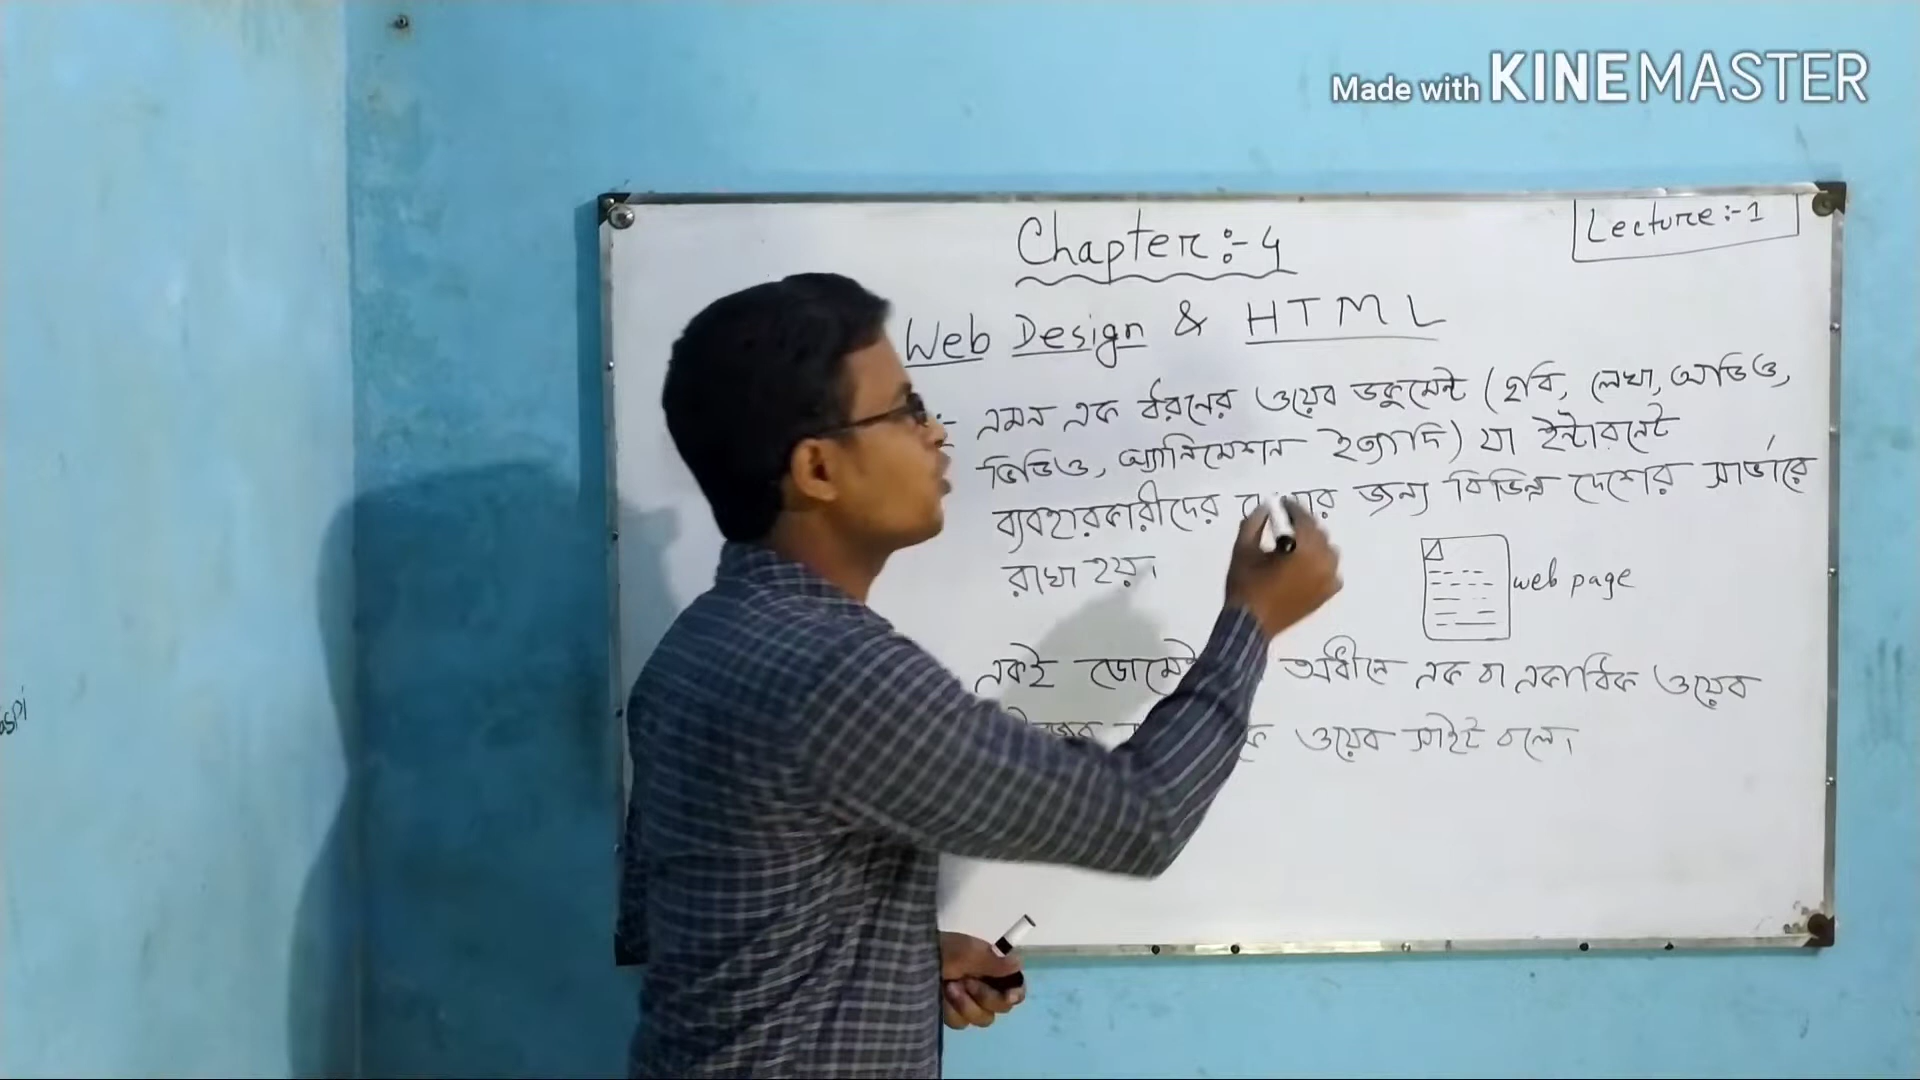 Made with KINEMASTER
Lecture:-1
Chapter:-4
Web Design & HTML
:- এমন এক ধরনের ওয়েব ডকুমেন্ট (ছবি, লেখা, অডিও,
ভিডিও, অ্যানিমেশন ইত্যাদি) যা ইন্টারনেট
ব্যবহারকারীদের জন্য বিভিন্ন দেশের সার্ভারে
রাখা হয়।
web page
একই অধীনে এক বা একাধিক ওয়েব
ওয়েব সাইট বলে।